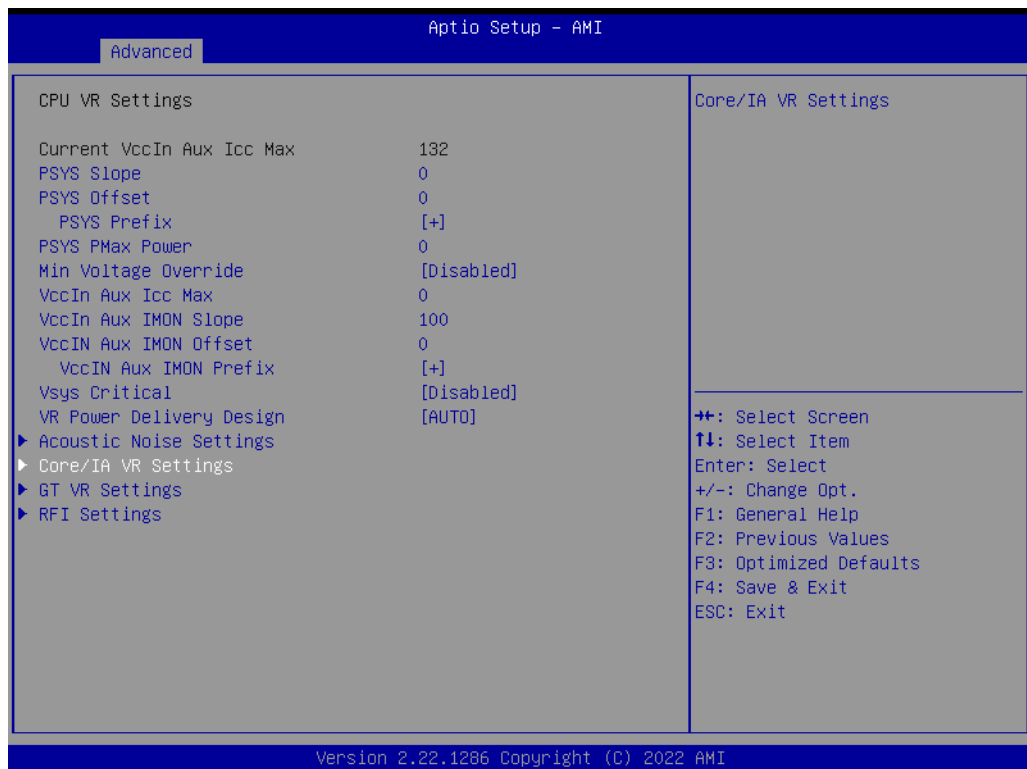 Aptio Setup – AMI
Advanced
CPU VR Settings
Current VccIn Aux Icc Max 132
PSYS Slope 0
PSYS Offset 0
PSYS Prefix [+]
PSYS PMax Power 0
Min Voltage Override [Disabled]
VccIn Aux Icc Max 0
VccIn Aux IMON Slope 100
VccIN Aux IMON Offset 0
VccIN Aux IMON Prefix [+]
Vsys Critical [Disabled]
VR Power Delivery Design [AUTO]
Acoustic Noise Settings
Core/IA VR Settings
GT VR Settings
RFI Settings
Core/IA VR Settings
→←: Select Screen
↑↓: Select Item
Enter: Select
+/-: Change Opt.
F1: General Help
F2: Previous Values
F3: Optimized Defaults
F4: Save & Exit
ESC: Exit
Version 2.22.1286 Copyright (C) 2022 AMI